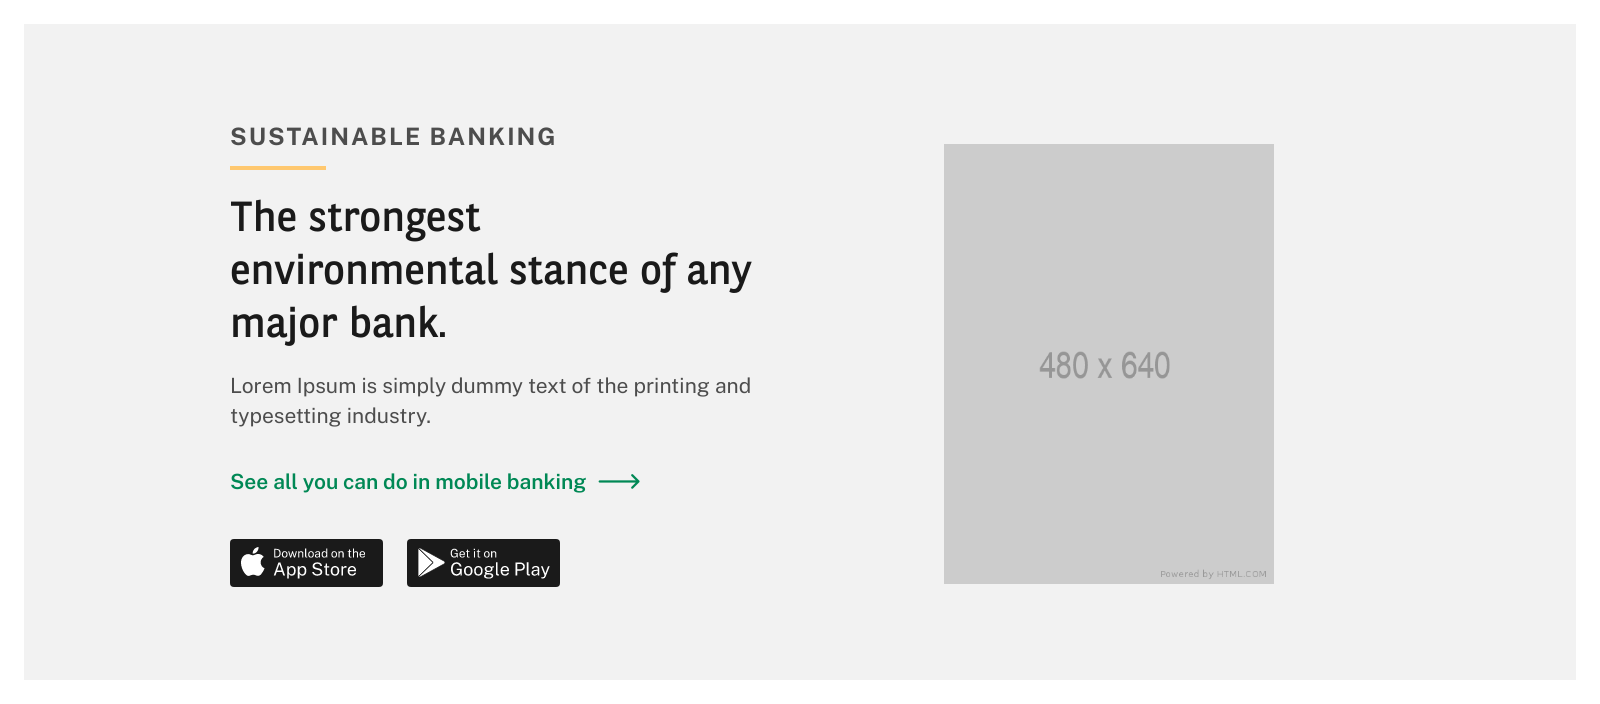 SUSTAINABLE BANKING
The strongest
environmental stance of any
major bank.
Lorem Ipsum is simply dummy text of the printing and
typesetting industry.
See all you can do in mobile banking
Download on the
App Store
Get it on
Google Play
480 x 640
Powered by HTML.COM